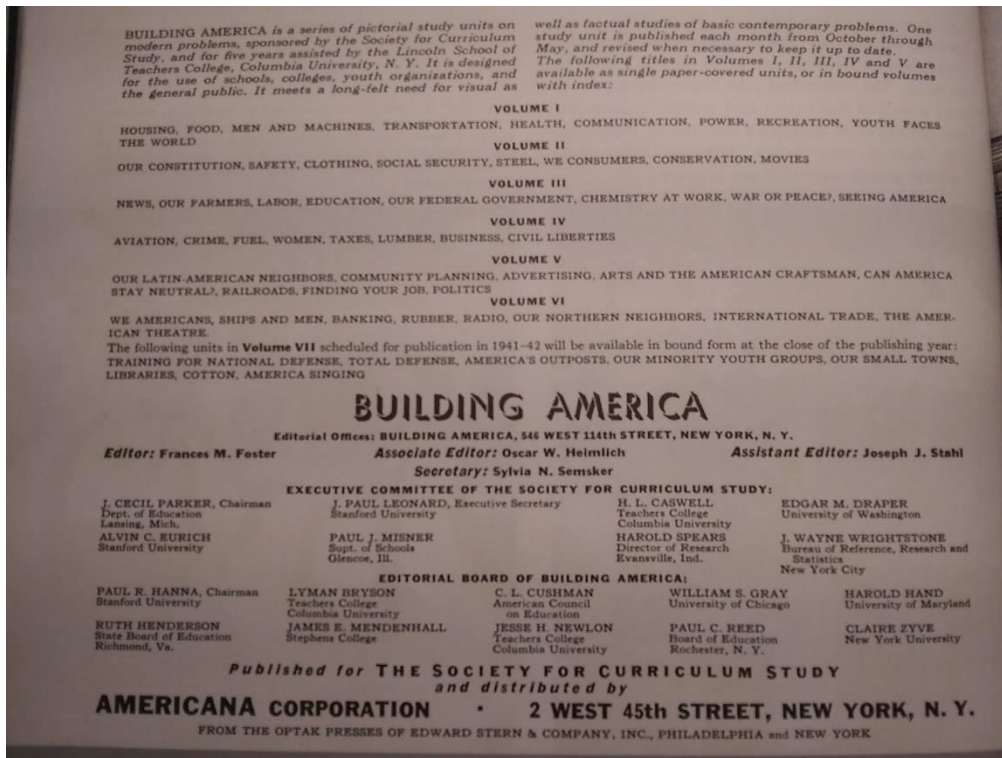 BUILDING AMERICA is a series of pictorial study units on
modern problems, sponsored by the Society for Curriculum
Study, and for five years assisted by the Lincoln School of
Teachers College, Columbia University, N. Y. It is designed
for the use of schools, colleges, youth organizations, and
the general public. It meets a long-felt need for visual as
well as factual studies of basic contemporary problems. One
study unit is published each month from October through
May, and revised when necessary to keep it up to date.
The following titles in Volumes I, II, III, IV and V are
available as single paper-covered units, or in bound volumes
with index:
VOLUME I
HOUSING, FOOD, MEN AND MACHINES, TRANSPORTATION, HEALTH, COMMUNICATION, POWER, RECREATION, YOUTH FACES
THE WORLD
VOLUME II
OUR CONSTITUTION, SAFETY, CLOTHING, SOCIAL SECURITY, STEEL, WE CONSUMERS, CONSERVATION, MOVIES
VOLUME III
NEWS, OUR FARMERS, LABOR, EDUCATION, OUR FEDERAL GOVERNMENT, CHEMISTRY AT WORK, WAR OR PEACE?, SEEING AMERICA
VOLUME IV
AVIATION, CRIME, FUEL, WOMEN, TAXES, LUMBER, BUSINESS, CIVIL LIBERTIES
VOLUME V
OUR LATIN-AMERICAN NEIGHBORS, COMMUNITY PLANNING, ADVERTISING, ARTS AND THE AMERICAN CRAFTSMAN, CAN AMERICA
STAY NEUTRAL?, RAILROADS, FINDING YOUR JOB, POLITICS
VOLUME VI
WE AMERICANS, SHIPS AND MEN, BANKING, RUBBER, RADIO, OUR NORTHERN NEIGHBORS, INTERNATIONAL TRADE, THE AMER-
ICAN THEATRE.
The following units in Volume VII scheduled for publication in 1941-42 will be available in bound form at the close of the publishing year:
TRAINING FOR NATIONAL DEFENSE, TOTAL DEFENSE, AMERICA'S OUTPOSTS, OUR MINORITY YOUTH GROUPS, OUR SMALL TOWNS,
LIBRARIES, COTTON, AMERICA SINGING
BUILDING AMERICA
Editorial Offices: BUILDING AMERICA, 546 WEST 114th STREET, NEW YORK, N. Y.
Editor: Frances M. Foster Associate Editor: Oscar W. Heimlich Assistant Editor: Joseph J. Stahl
Secretary: Sylvia N. Semsker
EXECUTIVE COMMITTEE OF THE SOCIETY FOR CURRICULUM STUDY:
J. CECIL PARKER, Chairman
Dept. of Education
Lansing, Mich.
J. PAUL LEONARD, Executive Secretary
Stanford University
H. L. CASWELL
Teachers College
Columbia University
EDGAR M. DRAPER
University of Washington
ALVIN C. EURICH
Stanford University
PAUL J. MISNER
Supt. of Schools
Glencoe, Ill.
HAROLD SPEARS
Director of Research
Evansville, Ind.
J. WAYNE WRIGHTSTONE
Bureau of Reference, Research and
Statistics
New York City
EDITORIAL BOARD OF BUILDING AMERICA:
PAUL R. HANNA, Chairman
Stanford University
LYMAN BRYSON
Teachers College
Columbia University
C. L. CUSHMAN
American Council
on Education
WILLIAM S. GRAY
University of Chicago
HAROLD HAND
University of Maryland
RUTH HENDERSON
State Board of Education
Richmond, Va.
JAMES E. MENDENHALL
Stephens College
JESSE H. NEWLON
Teachers College
Columbia University
PAUL C. REED
Board of Education
Rochester, N. Y.
CLAIRE ZYVE
New York University
Published for THE SOCIETY FOR CURRICULUM STUDY
and distributed by
AMERICANA CORPORATION · 2 WEST 45th STREET, NEW YORK, N. Y.
FROM THE OPTAK PRESSES OF EDWARD STERN & COMPANY, INC., PHILADELPHIA and NEW YORK